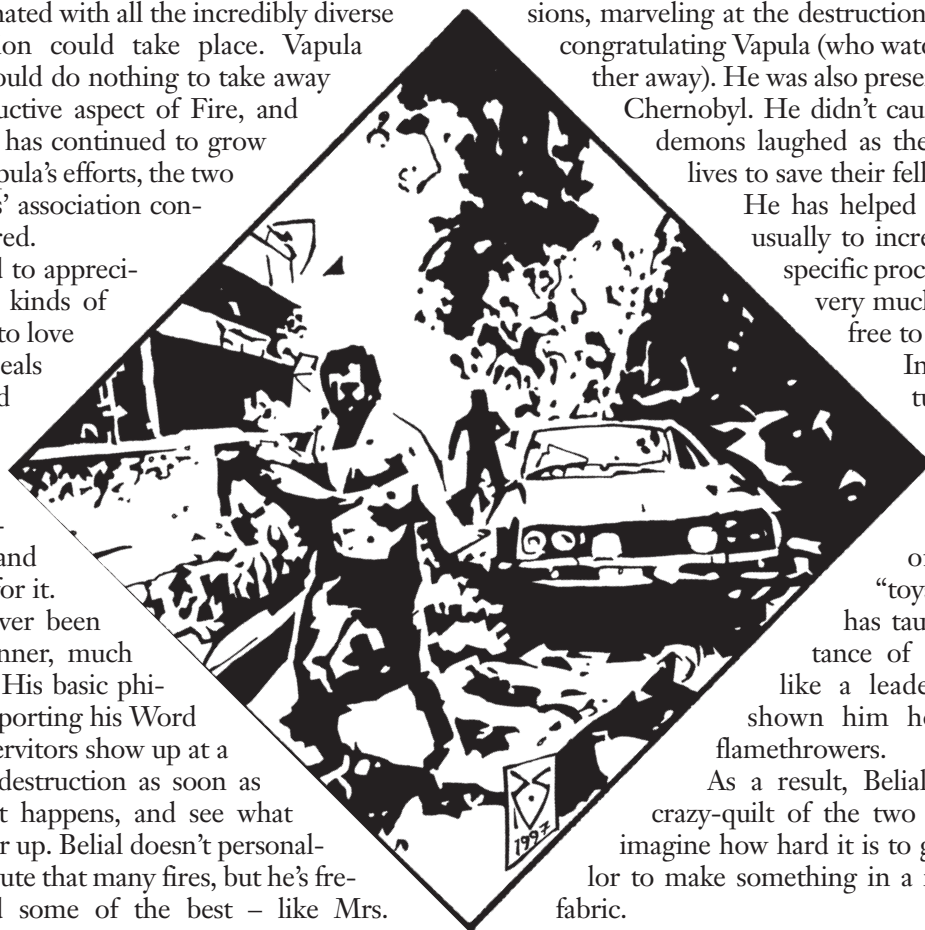 nated with all the incredibly diverse
ion could take place. Vapula
ould do nothing to take away
uctive aspect of Fire, and
has continued to grow
pula’s efforts, the two
s’ association con-
red.
l to appreci-
kinds of
to love
eals
d
-
and
for it.
ver been
nner, much
His basic phi-
porting his Word
ervitors show up at a
destruction as soon as
t happens, and see what
r up. Belial doesn’t personal-
ute that many fires, but he’s fre-
d some of the best – like Mrs.
sions, marveling at the destruction
congratulating Vapula (who wat
ther away). He was also prese
Chernobyl. He didn’t cau
demons laughed as the
lives to save their fell
He has helped
usually to incre
specific proc
very much
free to
In
tu
of
“toy
has tau
tance of
like a leade
shown him h
flamethrowers.
As a result, Belial
crazy-quilt of the two
imagine how hard it is to g
lor to make something in a
fabric.
1997